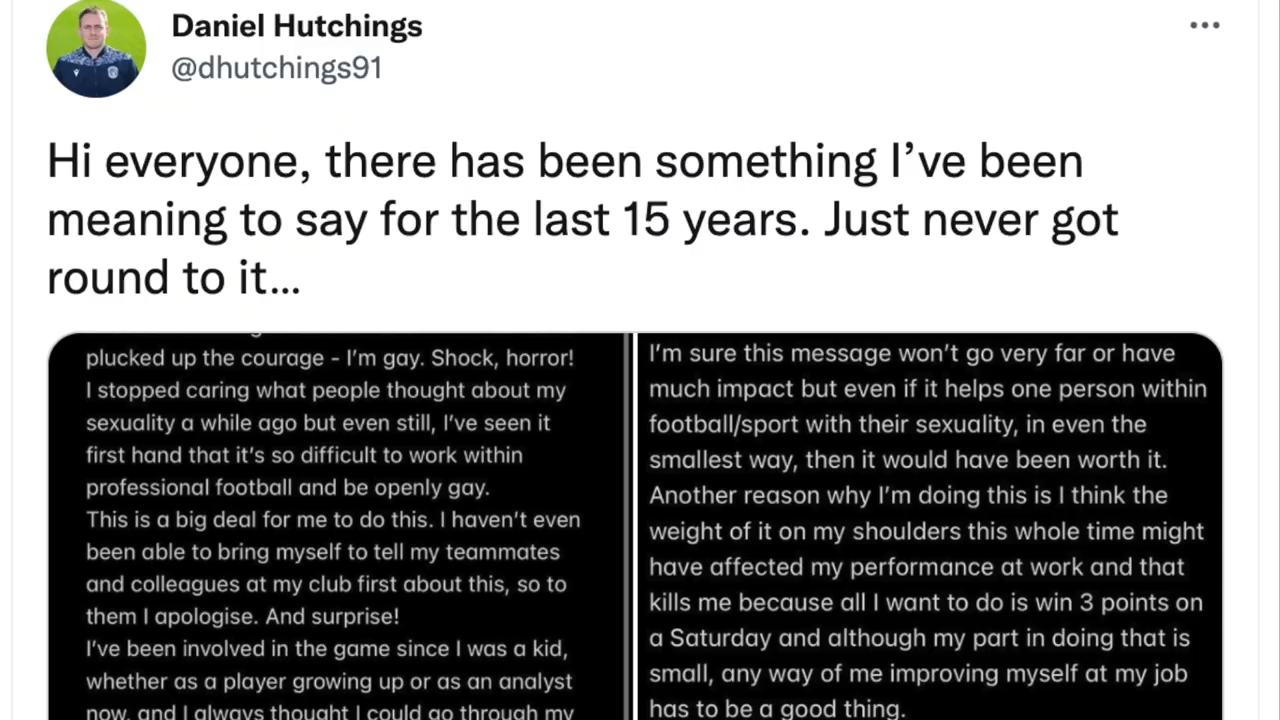 Daniel Hutchings
@dhutchings91
Hi everyone, there has been something I’ve been
meaning to say for the last 15 years. Just never got
round to it...
plucked up the courage - I’m gay. Shock, horror!
I stopped caring what people thought about my
sexuality a while ago but even still, I’ve seen it
first hand that it’s so difficult to work within
professional football and be openly gay.
This is a big deal for me to do this. I haven’t even
been able to bring myself to tell my teammates
and colleagues at my club first about this, so to
them I apologise. And surprise!
I’ve been involved in the game since I was a kid,
whether as a player growing up or as an analyst
now, and I always thought I could go through my
I’m sure this message won’t go very far or have
much impact but even if it helps one person within
football/sport with their sexuality, in even the
smallest way, then it would have been worth it.
Another reason why I’m doing this is I think the
weight of it on my shoulders this whole time might
have affected my performance at work and that
kills me because all I want to do is win 3 points on
a Saturday and although my part in doing that is
small, any way of me improving myself at my job
has to be a good thing.